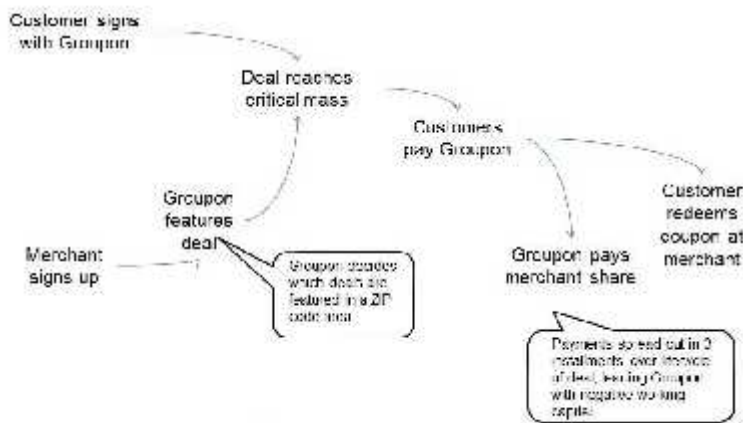 Customer signs
with Groupon
Deal reaches
critical mass
Customers
pay Groupon
Groupon
features
deal
Merchant
signs up
Groupon decides
which deals are
featured in a ZIP
code area
Customer
redeems
coupon at
merchant
Groupon pays
merchant share
Payments spread out in 3
installments over lifecycle
of deal, leaving Groupon
with negative working
capital